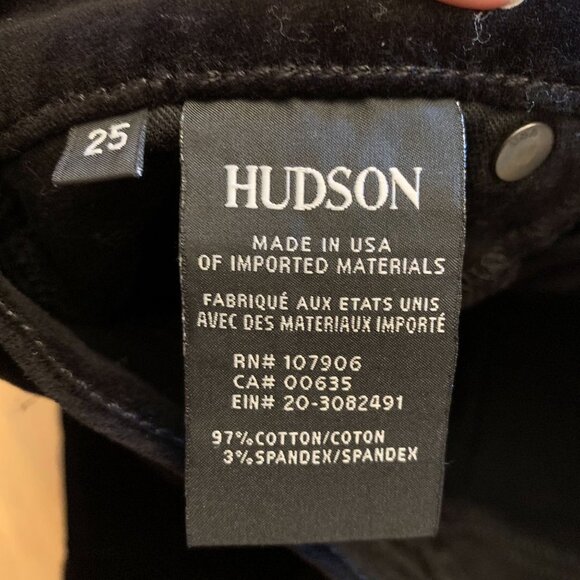 25
HUDSON
MADE IN USA
OF IMPORTED MATERIALS
FABRIQUÉ AUX ETATS UNIS
AVEC DES MATERIAUX IMPORTÉ
RN# 107906
CA# 00635
EIN# 20-3082491
97% COTTON/COTON
3% SPANDEX/SPANDEX